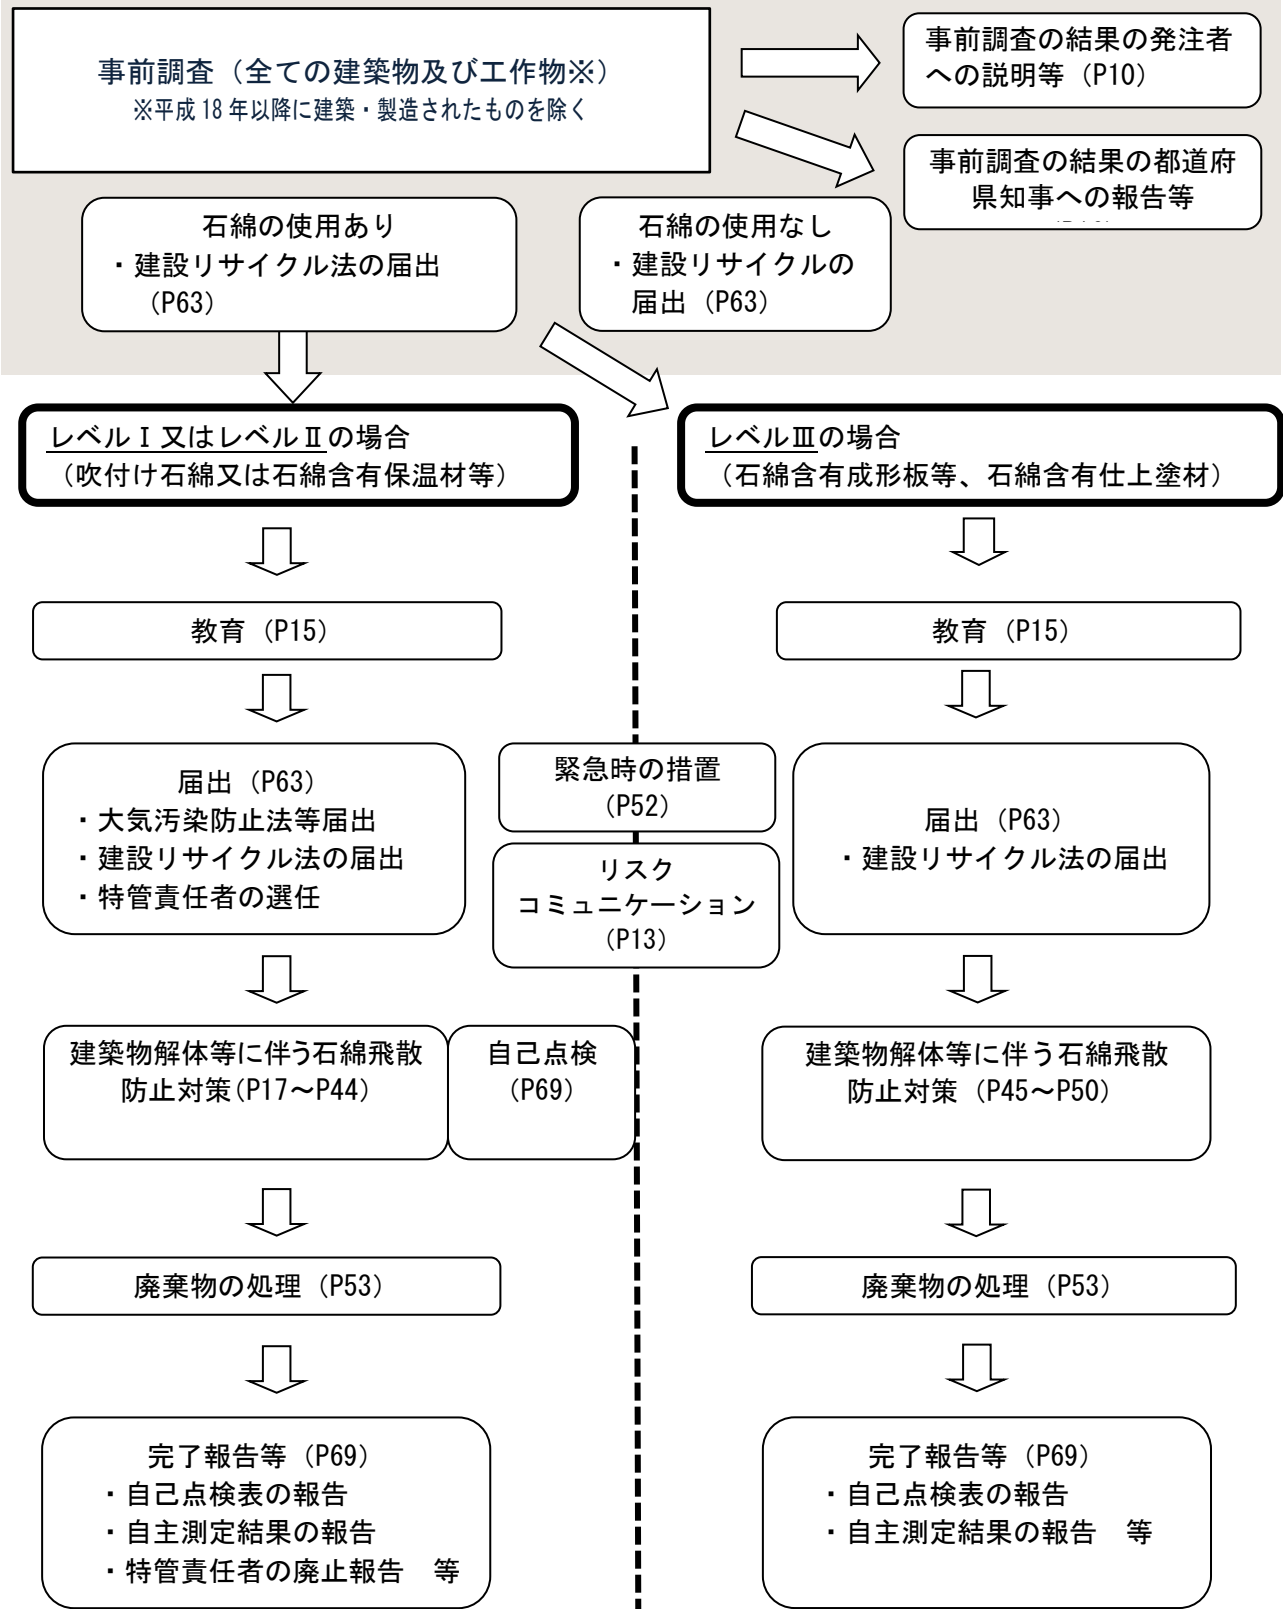 事前調査（全ての建築物及び工作物※）
※平成18年以降に建築・製造されたものを除く
事前調査の結果の発注者
への説明等（P10）
事前調査の結果の都道府
県知事への報告等
石綿の使用あり
・建設リサイクル法の届出
（P63）
石綿の使用なし
・建設リサイクルの
届出（P63）
レベルⅠ又はレベルⅡの場合
（吹付け石綿又は石綿含有保温材等）
レベルⅢの場合
（石綿含有成形板等、石綿含有仕上塗材）
教育（P15）
教育（P15）
届出（P63）
・大気汚染防止法等届出
・建設リサイクル法の届出
・特管責任者の選任
緊急時の措置
（P52）
リスク
コミュニケーション
（P13）
届出（P63）
・建設リサイクル法の届出
建築物解体等に伴う石綿飛散
防止対策(P17～P44）
自己点検
（P69）
建築物解体等に伴う石綿飛散
防止対策（P45～P50）
廃棄物の処理（P53）
廃棄物の処理（P53）
完了報告等（P69）
・自己点検表の報告
・自主測定結果の報告
・特管責任者の廃止報告　等
完了報告等（P69）
・自己点検表の報告
・自主測定結果の報告　等